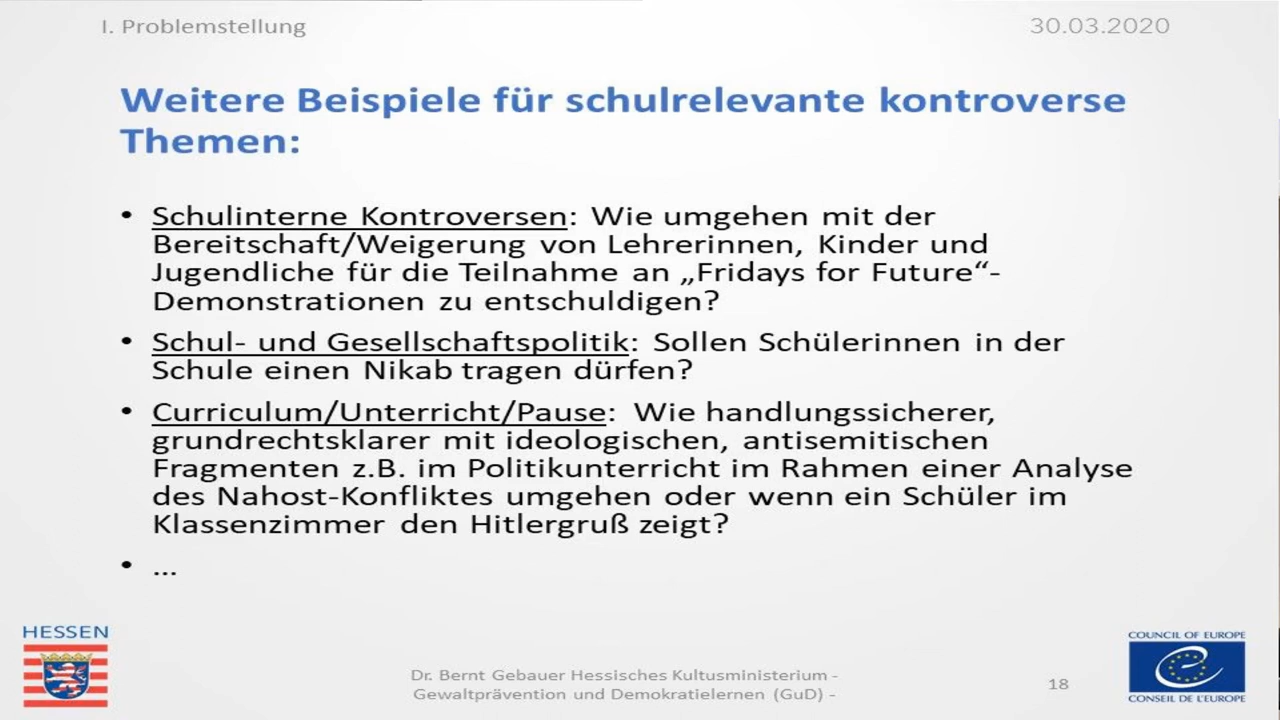 I. Problemstellung
30.03.2020
Weitere Beispiele für schulrelevante kontroverse
Themen:
• Schulinterne Kontroversen: Wie umgehen mit der
Bereitschaft/Weigerung von Lehrerinnen, Kinder und
Jugendliche für die Teilnahme an „Fridays for Future“-
Demonstrationen zu entschuldigen?
• Schul- und Gesellschaftspolitik: Sollen Schülerinnen in der
Schule einen Nikab tragen dürfen?
• Curriculum/Unterricht/Pause: Wie handlungssicherer,
grundrechtsklarer mit ideologischen, antisemitischen
Fragmenten z.B. im Politikunterricht im Rahmen einer Analyse
des Nahost-Konfliktes umgehen oder wenn ein Schüler im
Klassenzimmer den Hitlergruß zeigt?
• ...
HESSEN
Dr. Bernt Gebauer Hessisches Kultusministerium -
Gewaltprävention und Demokratielernen (GuD) -
18
COUNCIL OF EUROPE
CONSEIL DE L'EUROPE